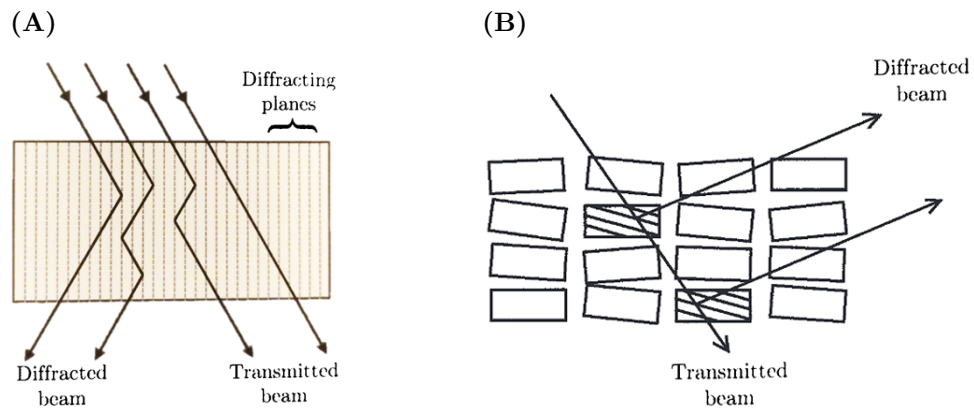 (A)
Diffracting
planes
Diffracted
beam
Transmitted
beam
(B)
Diffracted
beam
Transmitted
beam